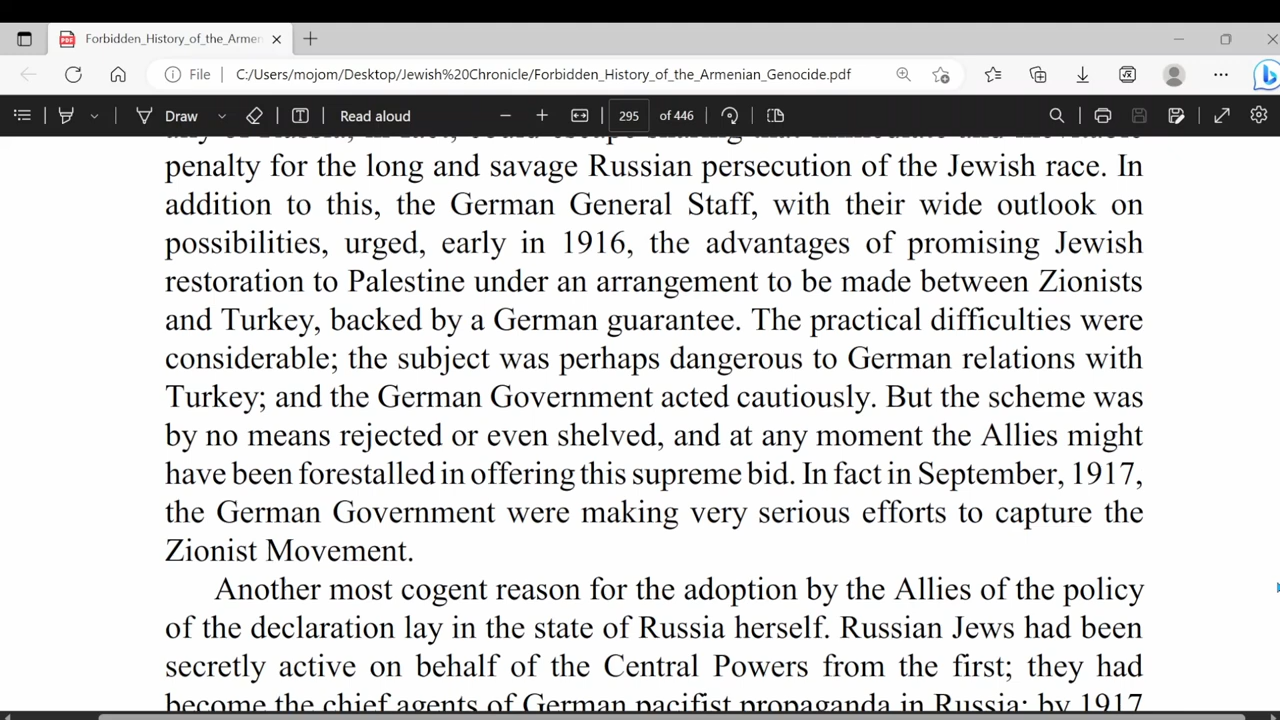 Forbidden_History_of_the_Armen
File C:/Users/mojom/Desktop/Jewish%20Chronicle/Forbidden_History_of_the_Armenian_Genocide.pdf
Draw Read aloud 295 of 446
penalty for the long and savage Russian persecution of the Jewish race. In
addition to this, the German General Staff, with their wide outlook on
possibilities, urged, early in 1916, the advantages of promising Jewish
restoration to Palestine under an arrangement to be made between Zionists
and Turkey, backed by a German guarantee. The practical difficulties were
considerable; the subject was perhaps dangerous to German relations with
Turkey; and the German Government acted cautiously. But the scheme was
by no means rejected or even shelved, and at any moment the Allies might
have been forestalled in offering this supreme bid. In fact in September, 1917,
the German Government were making very serious efforts to capture the
Zionist Movement.
Another most cogent reason for the adoption by the Allies of the policy
of the declaration lay in the state of Russia herself. Russian Jews had been
secretly active on behalf of the Central Powers from the first; they had
become the chief agents of German pacifist propaganda in Russia; by 1917